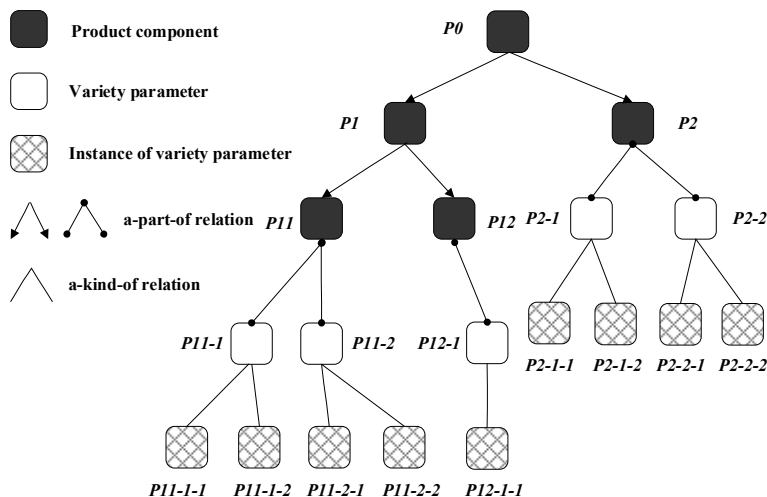 Product component
P0
Variety parameter
P1
P2
Instance of variety parameter
a-part-of relation
P11
P12
P2-1
P2-2
a-kind-of relation
P11-1
P11-2
P12-1
P2-1-1
P2-1-2
P2-2-1
P2-2-2
P11-1-1
P11-1-2
P11-2-1
P11-2-2
P12-1-1